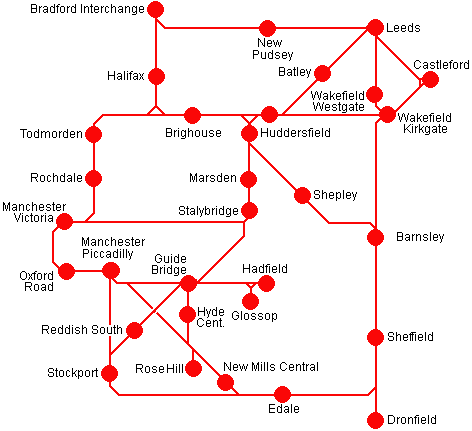 Bradford Interchange
Leeds
New
Pudsey
Castleford
Halifax
Batley
Wakefield
Westgate
Todmorden
Brighouse
Huddersfield
Wakefield
Kirkgate
Rochdale
Marsden
Shepley
Manchester
Victoria
Stalybridge
Barnsley
Manchester
Piccadilly
Guide
Bridge
Hadfield
Oxford
Road
Hyde
Cent.
Glossop
Reddish South
Sheffield
Stockport
Rose Hill
New Mills Central
Edale
Dronfield